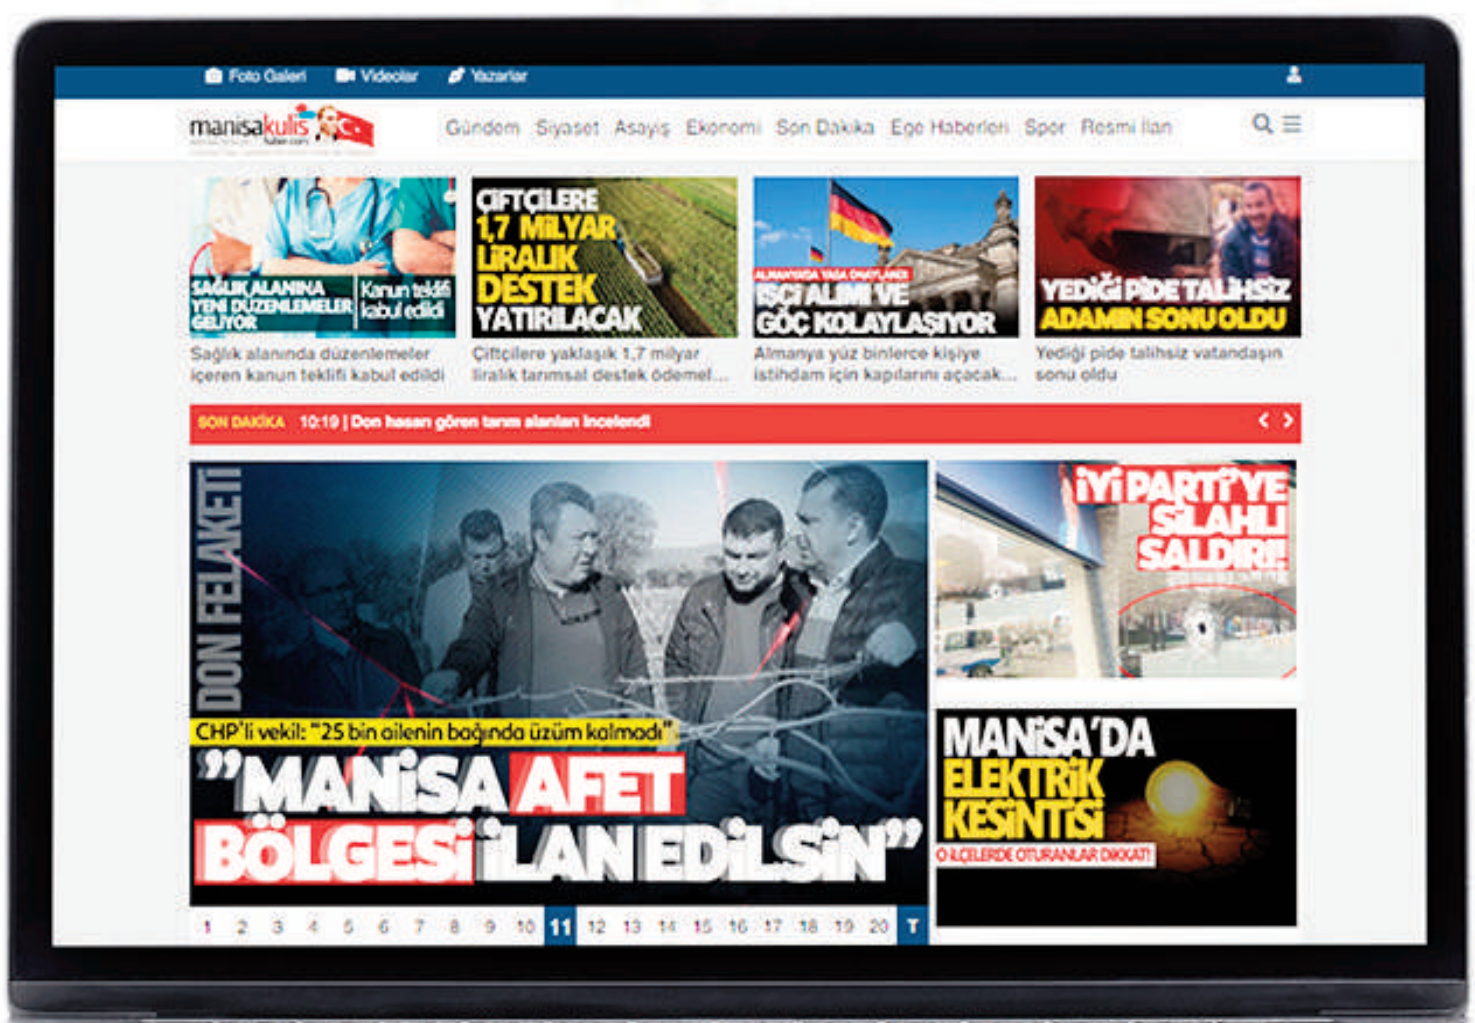 Foto Galeri Videolar Yazarlar
manisakulis
haber.com
Gündem Siyaset Asayiş Ekonomi Son Dakika Ege Haberleri Spor Resmi İlan
SAĞLIK ALANINA
YENİ DÜZENLEMELER
GELİYOR
Kanun teklifi
kabul edildi
Sağlık alanında düzenlemeler
içeren kanun teklifi kabul edildi
ÇİFTÇİLERE
1,7 MİLYAR
LİRALIK
DESTEK
YATIRILACAK
Çiftçilere yaklaşık 1,7 milyar
liralık tarımsal destek ödemel...
ALMANYADA YASA ONAYLANDI
İŞÇİ ALIMI VE
GÖÇ KOLAYLAŞIYOR
Almanya yüz binlerce kişiye
istihdam için kapılarını açacak...
YEDİĞİ PİDE TALİHSİZ
ADAMIN SONU OLDU
Yediği pide talihsiz vatandaşın
sonu oldu
SON DAKİKA 10:19 | Don hasarı gören tarım alanları incelendi
DON FELAKETİ
CHP'li vekil: "25 bin ailenin bağında üzüm kalmadı"
"MANİSA AFET
BÖLGESİ İLAN EDİLSİN"
İYİ PARTİ'YE
SİLAHLI
SALDIRI!
MANİSA'DA
ELEKTRİK
KESİNTİSİ
O İLÇELERDE OTURANLAR DİKKAT!
1 2 3 4 5 6 7 8 9 10 11 12 13 14 15 16 17 18 19 20 T